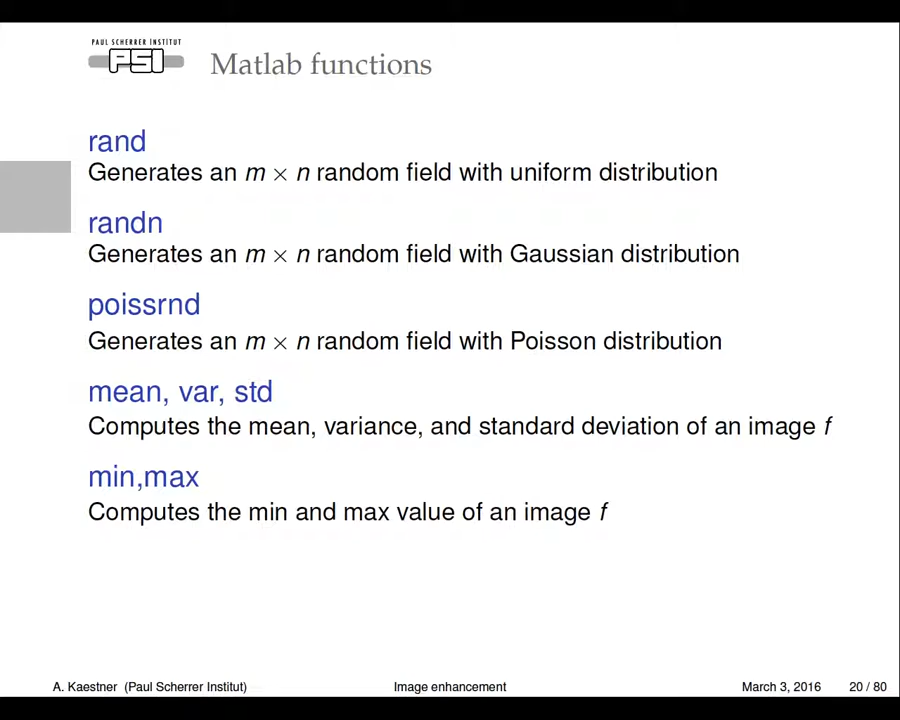 PAUL SCHERRER INSTITUT
PSI
Matlab functions
rand
Generates an m × n random field with uniform distribution
randn
Generates an m × n random field with Gaussian distribution
poissrnd
Generates an m × n random field with Poisson distribution
mean, var, std
Computes the mean, variance, and standard deviation of an image f
min,max
Computes the min and max value of an image f
A. Kaestner (Paul Scherrer Institut) Image enhancement March 3, 2016 20 / 80